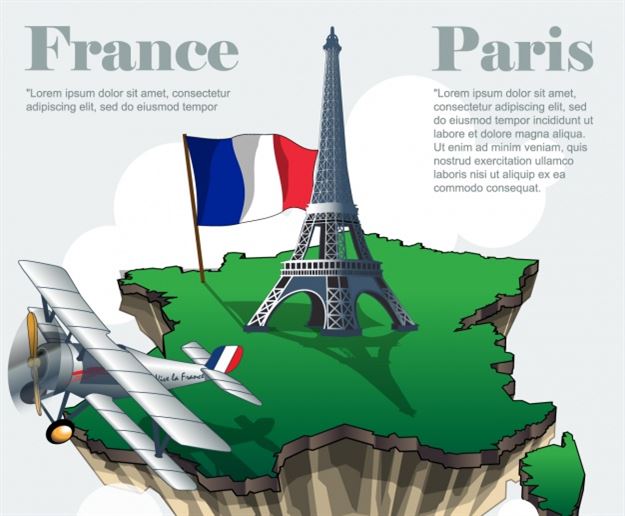 France
"Lorem ipsum dolor sit amet, consectetur
adipiscing elit, sed do eiusmod tempor
Paris
"Lorem ipsum dolor sit amet,
consectetur adipiscing elit, sed do
eiusmod tempor incididunt ut
labore et dolore magna aliqua.
Ut enim ad minim veniam, quis
nostrud exercitation ullamco
laboris nisi ut aliquip ex ea
commodo consequat.
Vive la France